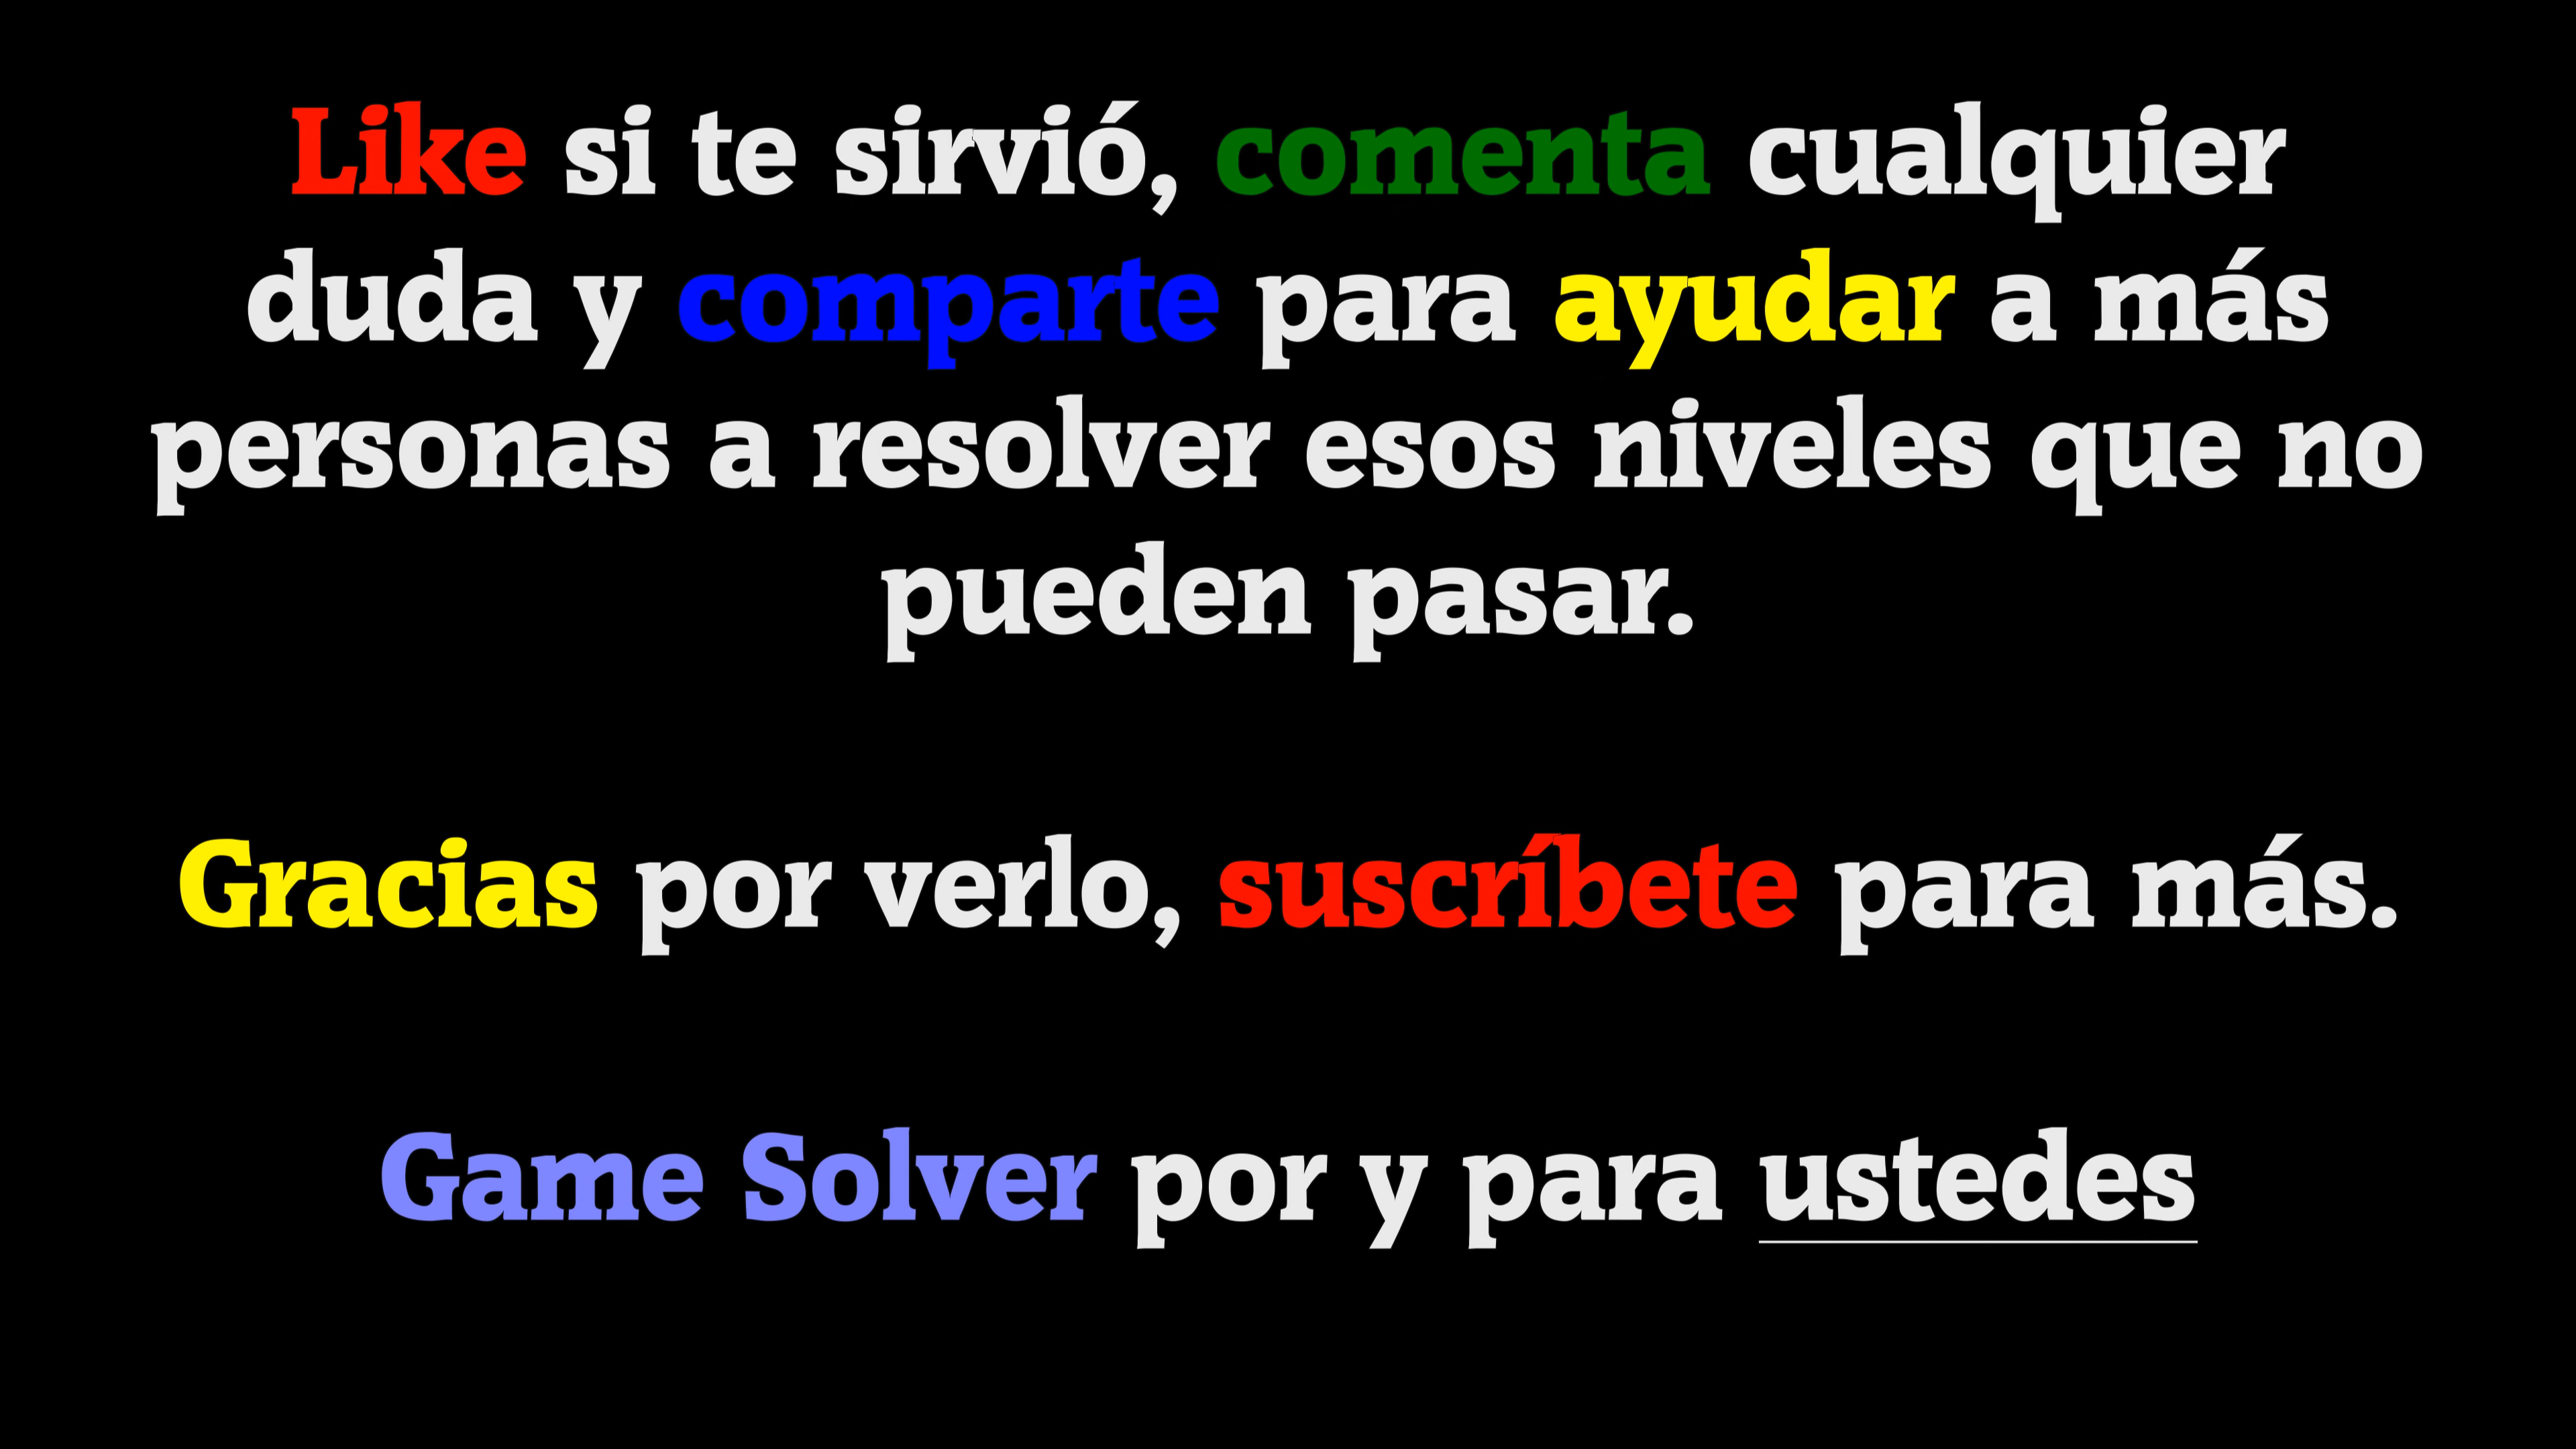 Like si te sirvió, comenta cualquier
duda y comparte para ayudar a más
personas a resolver esos niveles que no
pueden pasar.
Gracias por verlo, suscríbete para más.
Game Solver por y para ustedes